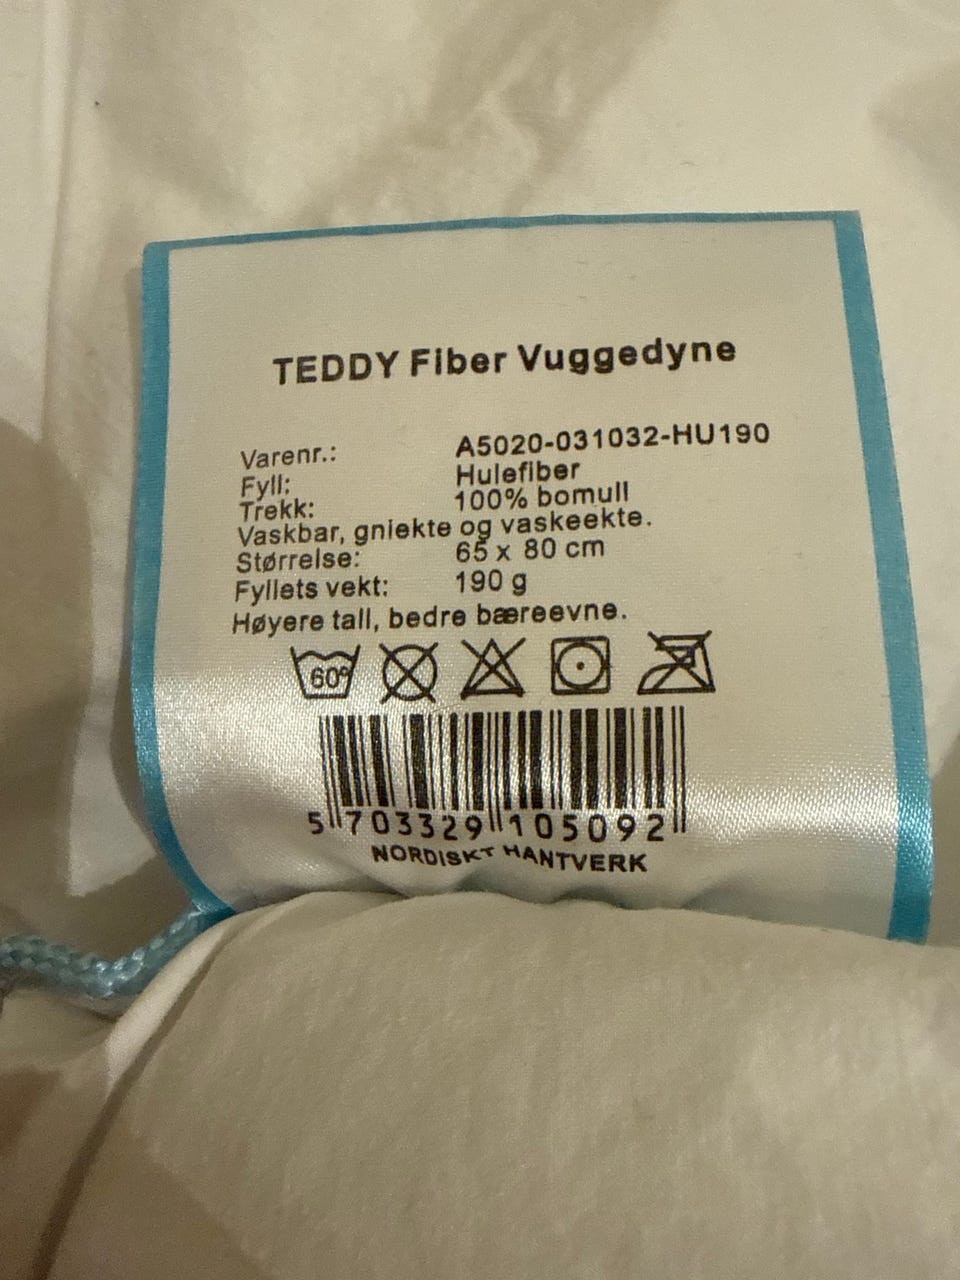 TEDDY Fiber Vuggedyne
Varenr.: A5020-031032-HU190
Fyll: Hulefiber
Trekk: 100% bomull
Vaskbar, gniekte og vaskeekte.
Størrelse: 65 x 80 cm
Fyllets vekt: 190 g
Høyere tall, bedre bæreevne.
60°
5 703329 105092
NORDISKT HANTVERK